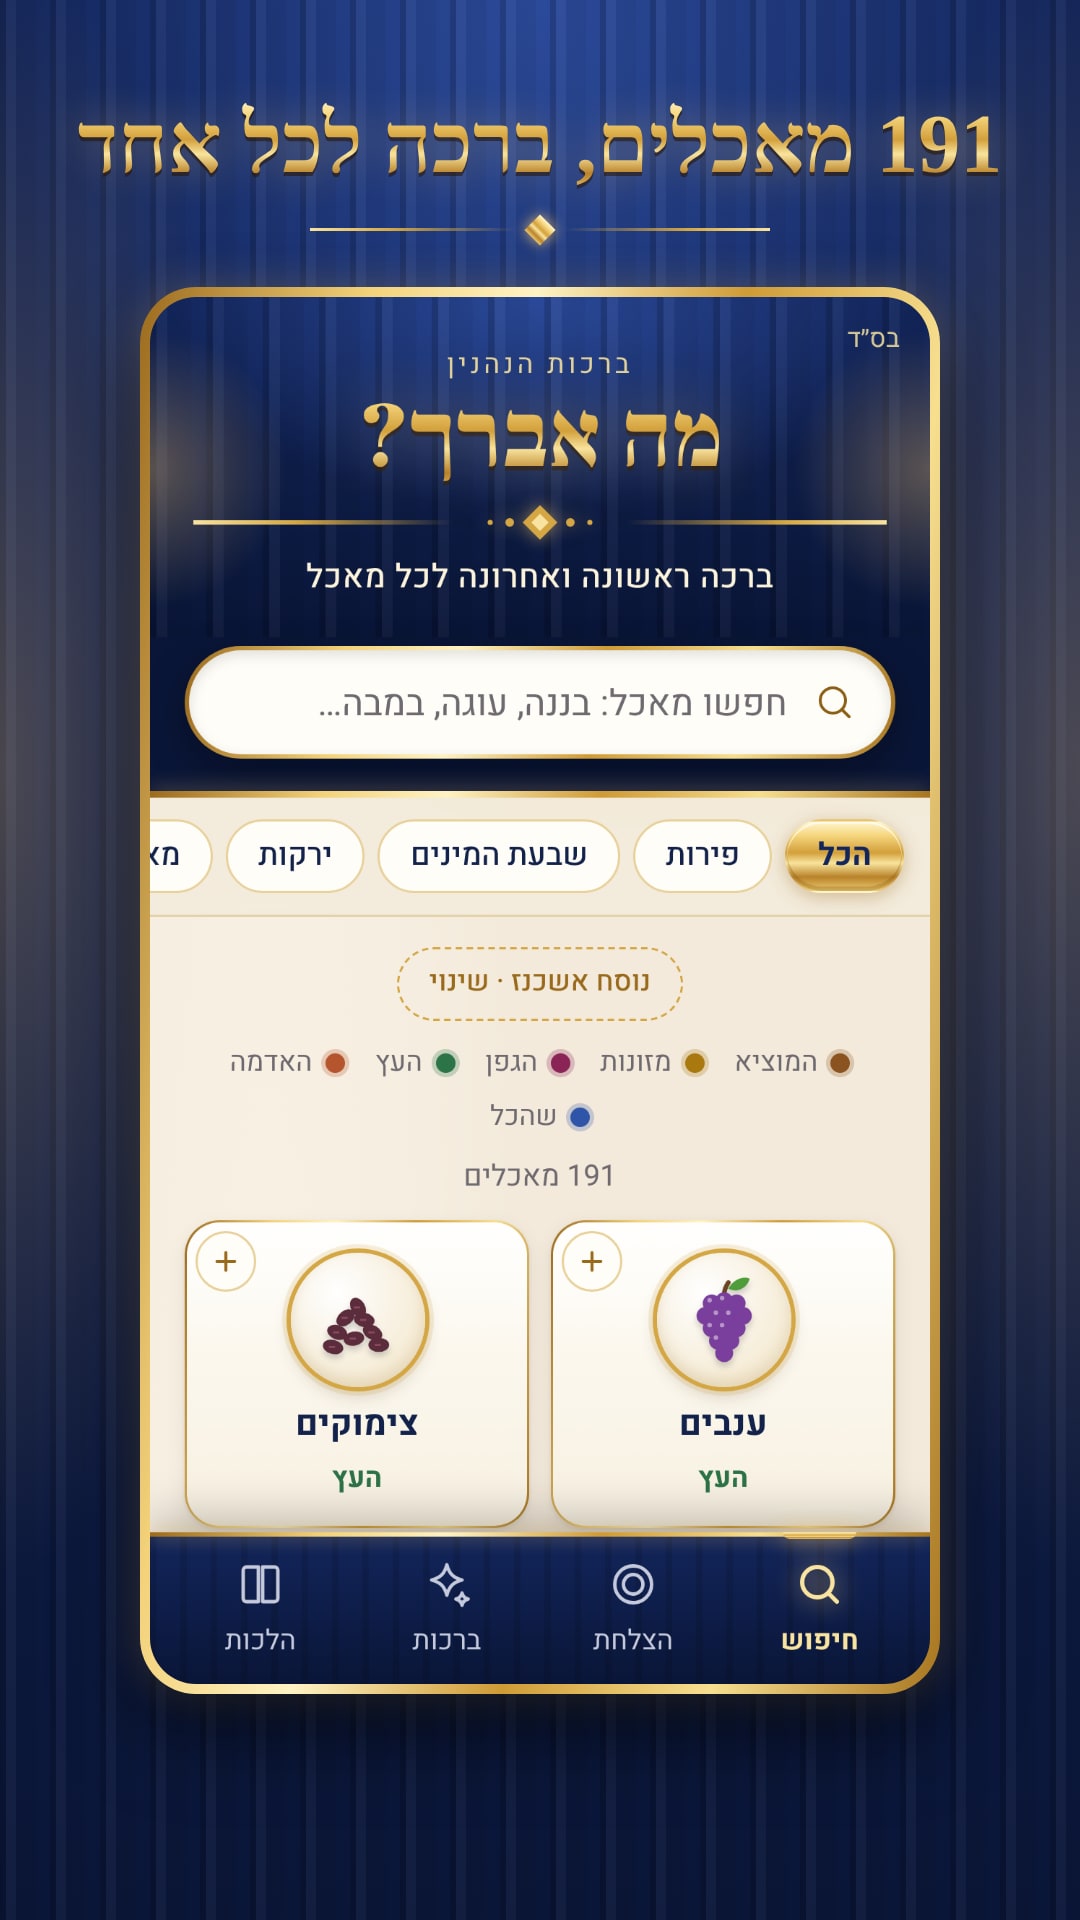 191 מאכלים, ברכה לכל אחד
בס״ד
ברכות הנהנין
מה אברך?
ברכה ראשונה ואחרונה לכל מאכל
חפשו מאכל: בננה, עוגה, במבה...
הכל פירות שבעת המינים ירקות מא
נוסח אשכנז · שינוי
המוציא מזונות הגפן העץ האדמה
שהכל
191 מאכלים
ענבים צימוקים
העץ העץ
חיפוש הצלחת ברכות הלכות